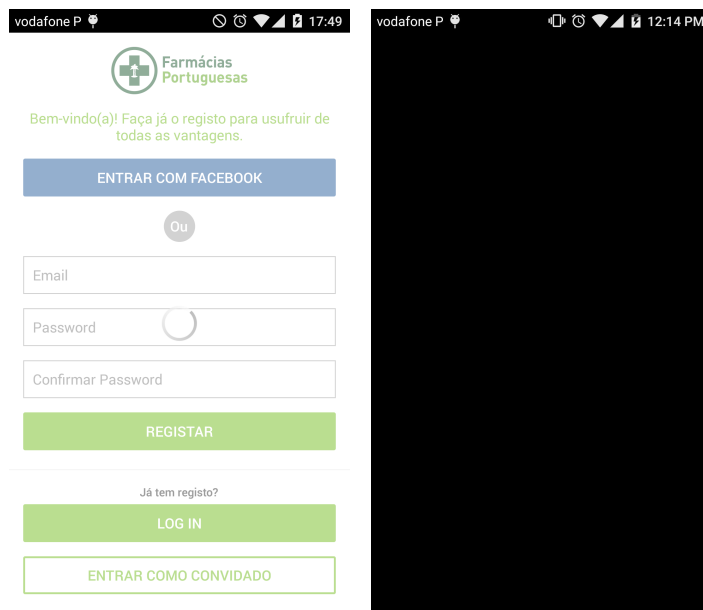 vodafone P 17:49
Farmácias
Portuguesas
Bem-vindo(a)! Faça já o registo para usufruir de
todas as vantagens.
ENTRAR COM FACEBOOK
Ou
Email
Password
Confirmar Password
REGISTAR
Já tem registo?
LOG IN
ENTRAR COMO CONVIDADO
vodafone P 12:14 PM